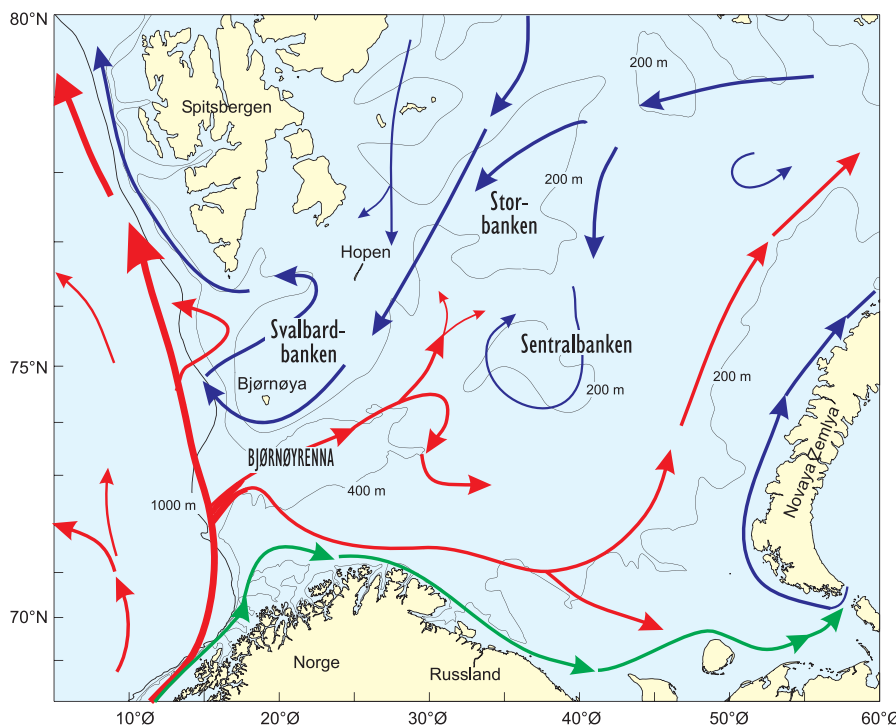 80°N
200 m
Spitsbergen
200 m
Stor-
banken
Hopen
Svalbard-
banken
Sentralbanken
75°N
Bjørnøya
200 m
200 m
BJØRNØYRENNA
Novaya Zemlya
400 m
1000 m
70°N
Norge
Russland
10°Ø
20°Ø
30°Ø
40°Ø
50°Ø
60°Ø